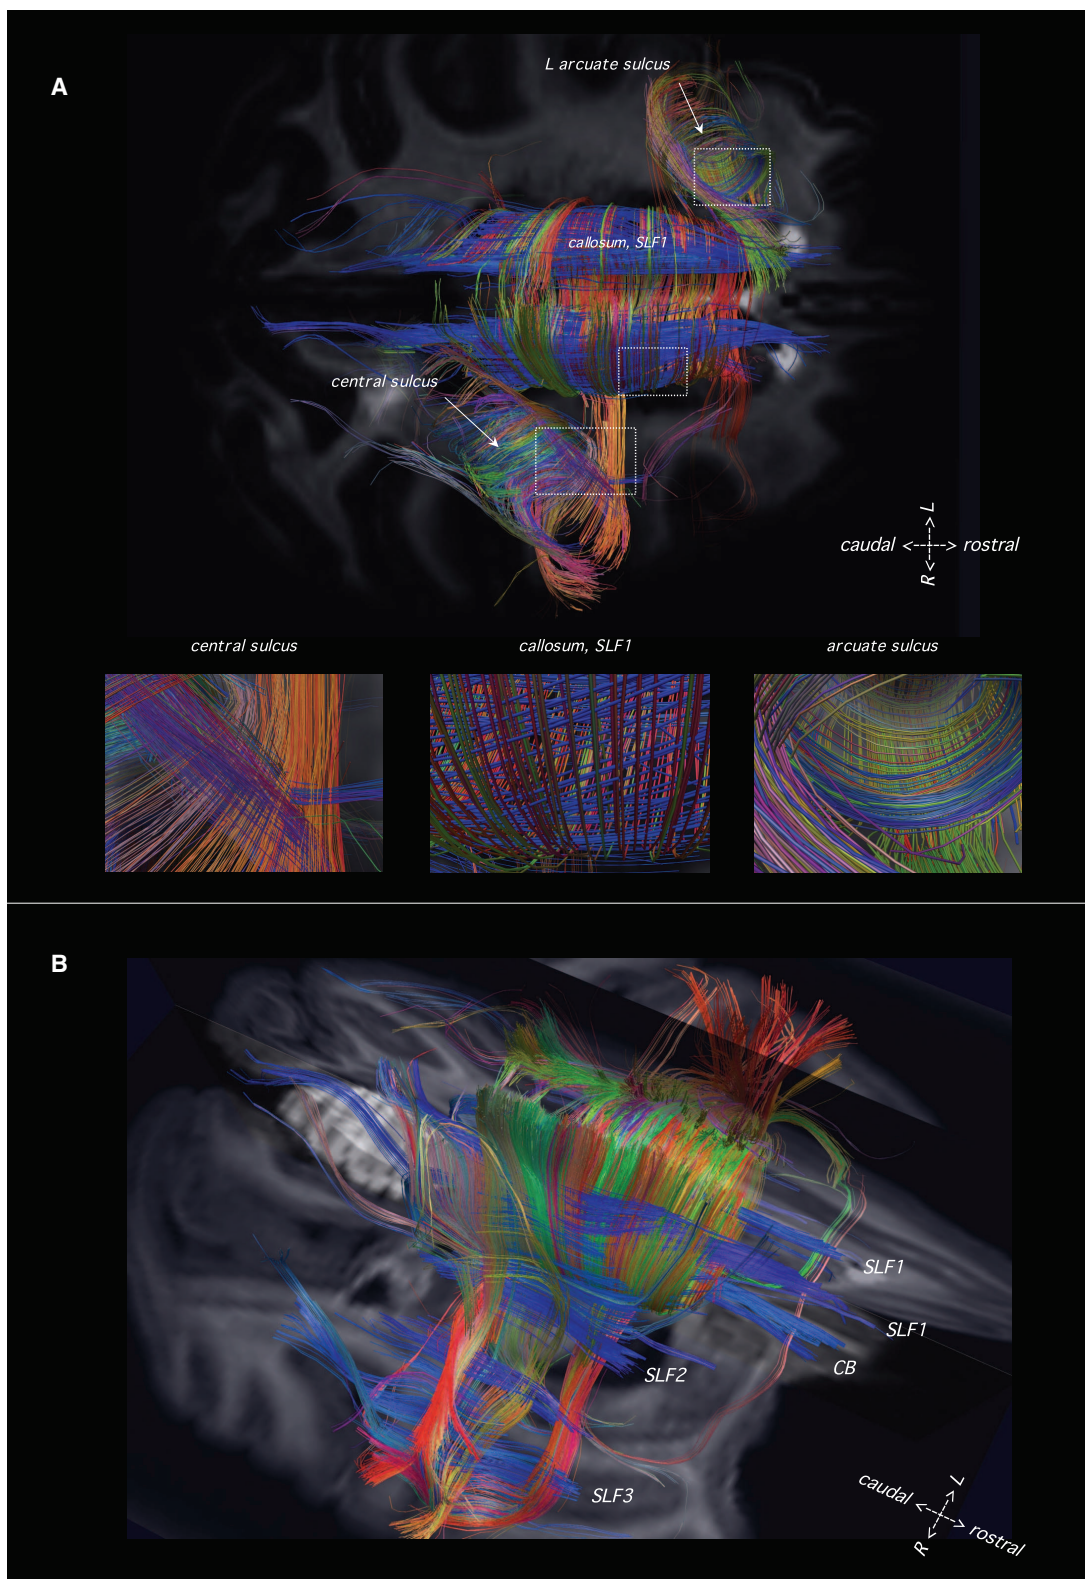 A
L arcuate sulcus
callosum, SLF1
central sulcus
L
caudal <---> rostral
R
central sulcus
callosum, SLF1
arcuate sulcus
B
SLF1
SLF1
CB
SLF2
SLF3
L
caudal <---> rostral
R